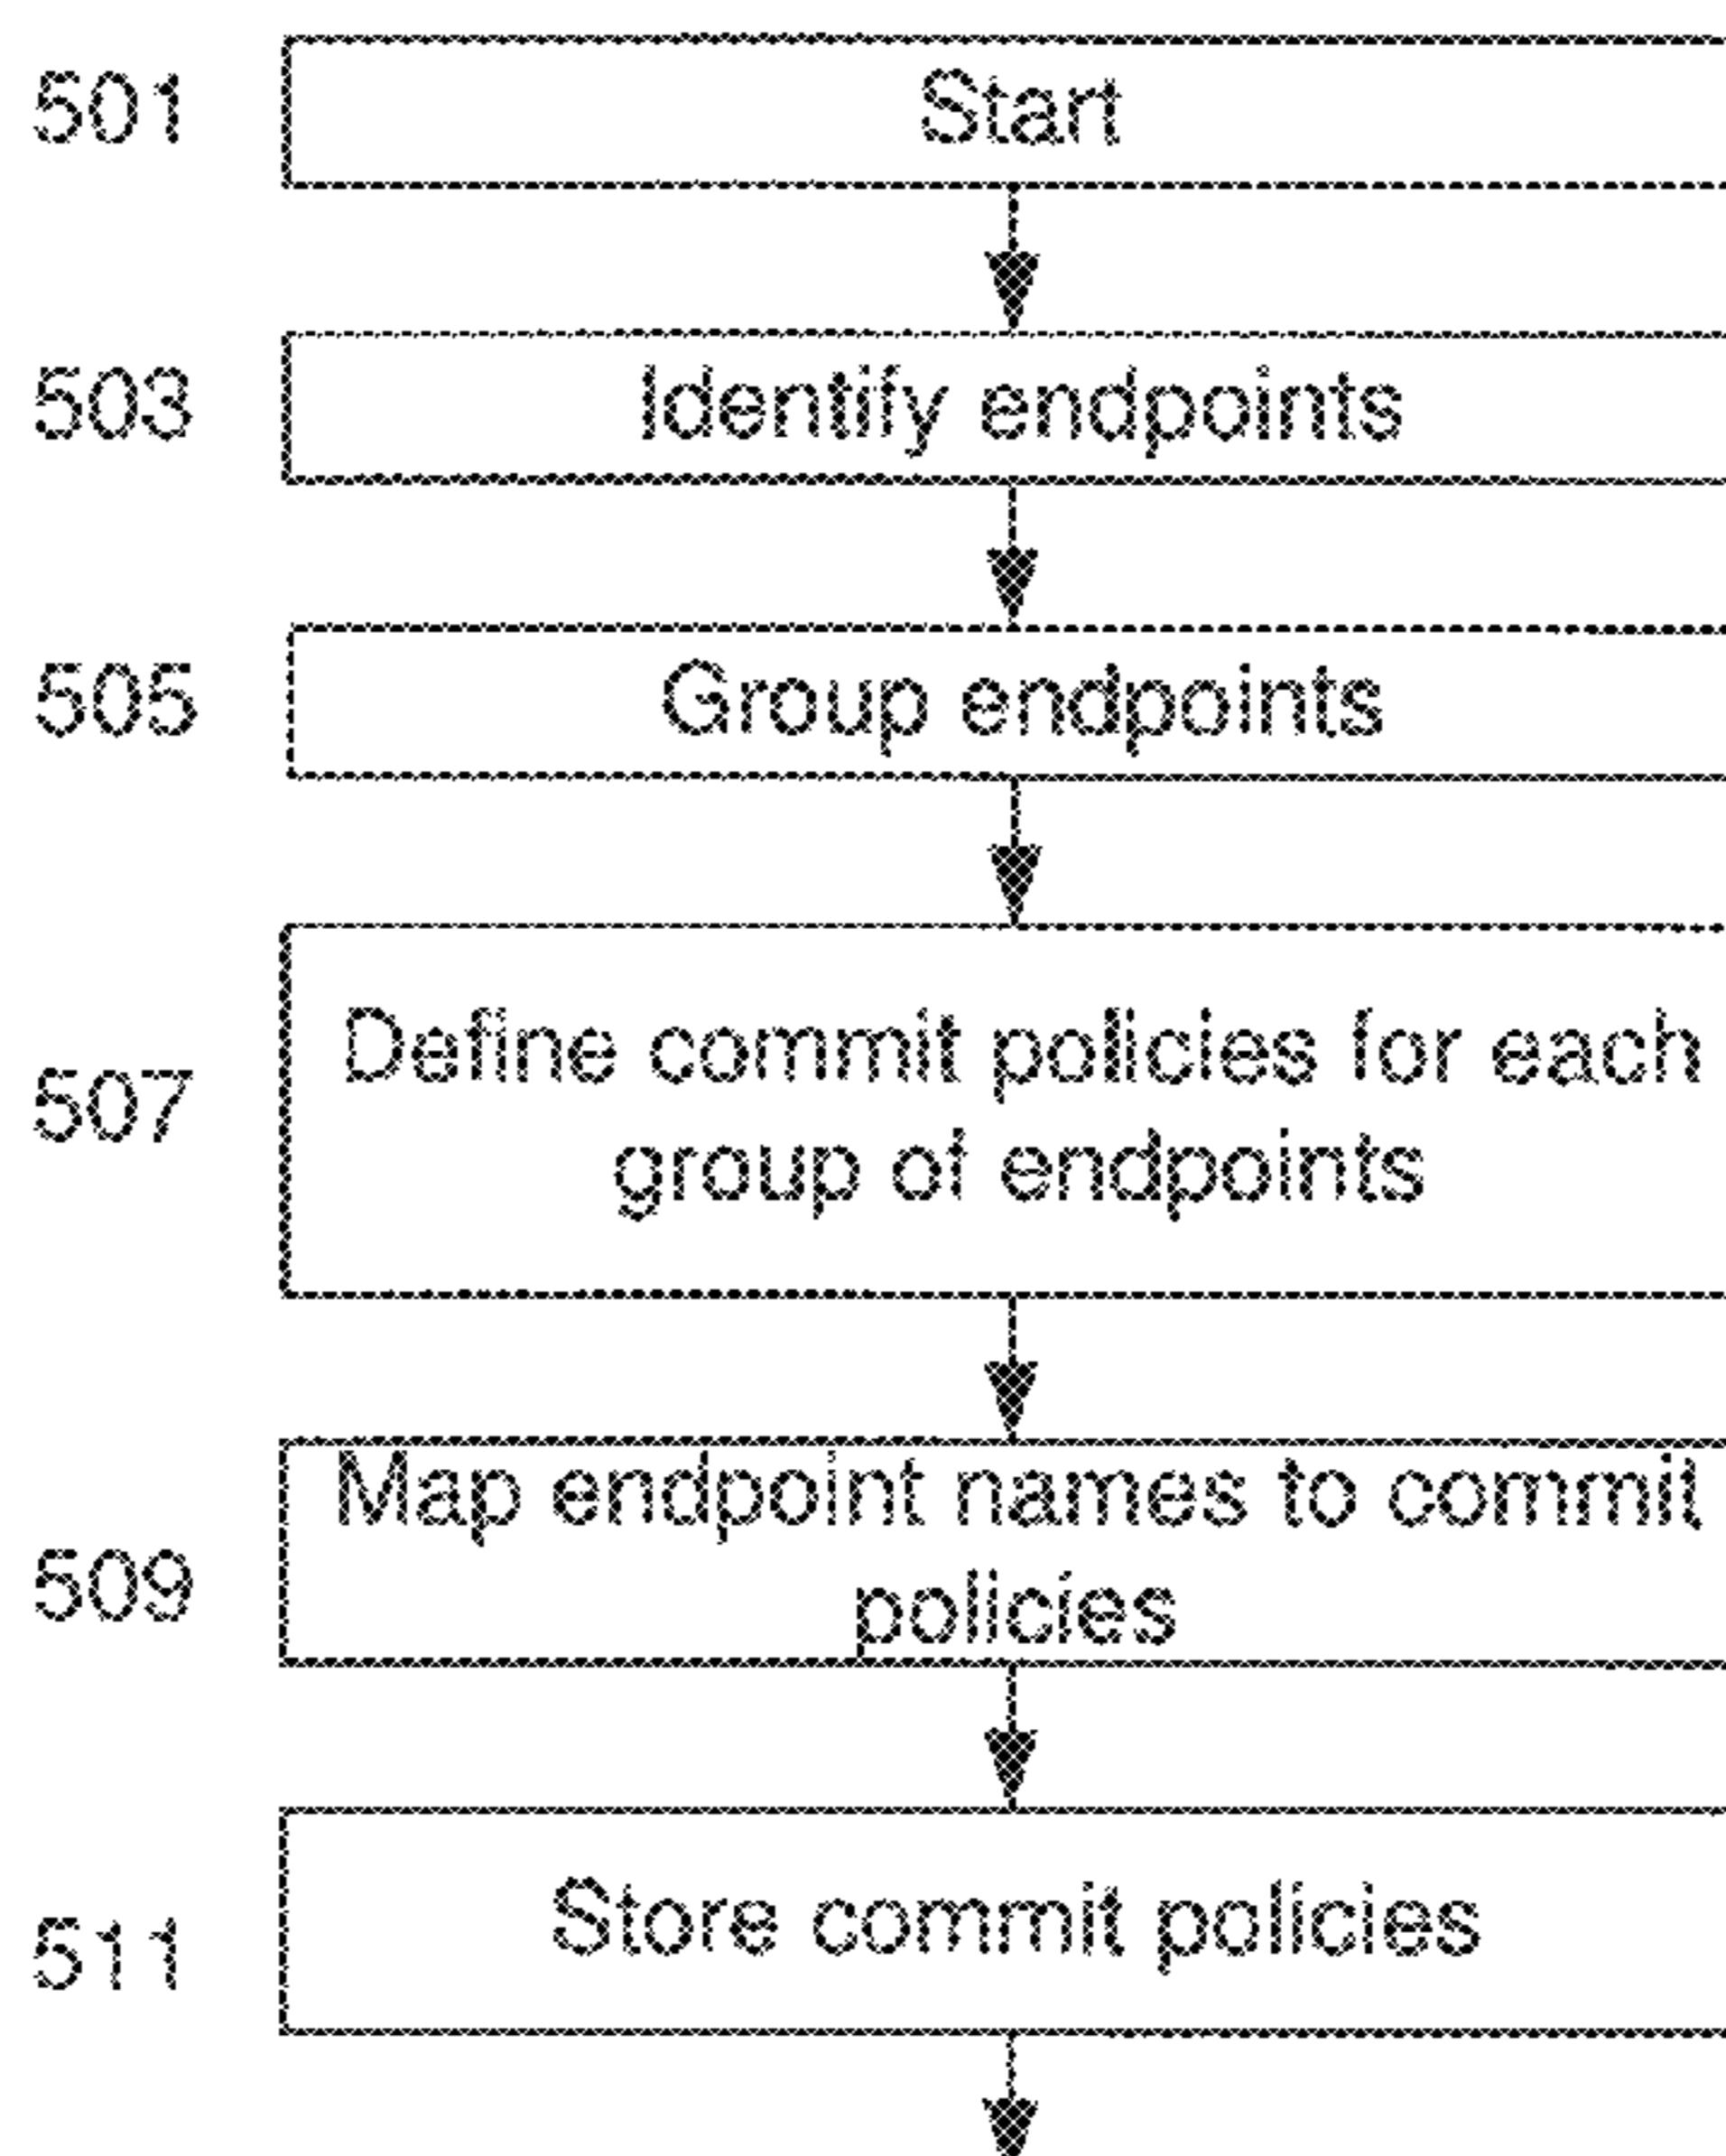 501
Start
503
Identify endpoints
505
Group endpoints
507
Define commit policies for each
group of endpoints
509
Map endpoint names to commit
policies
511
Store commit policies